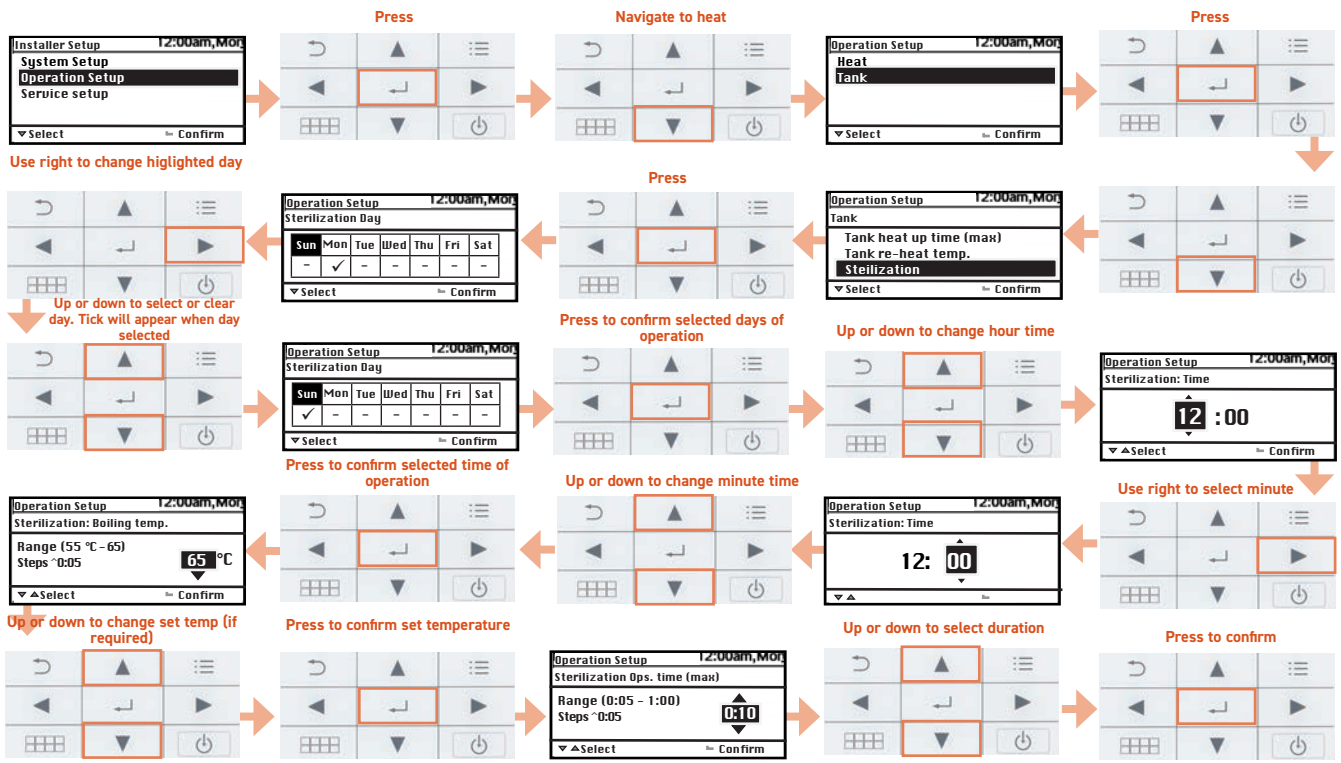 Press
Navigate to heat
Press
Installer Setup 12:00am,Mon
System Setup
Operation Setup
Service setup
Select Confirm
Operation Setup 12:00am,Mon
Heat
Tank
Select Confirm
Use right to change higlighted day
Press
Operation Setup 12:00am,Mon
Sterilization Day
Sun Mon Tue Wed Thu Fri Sat
- ✓ - - - - -
Select Confirm
Operation Setup 12:00am,Mon
Tank
Tank heat up time (max)
Tank re-heat temp.
Steilization
Select Confirm
Up or down to select or clear
day. Tick will appear when day
selected
Operation Setup 12:00am,Mon
Sterilization Day
Sun Mon Tue Wed Thu Fri Sat
✓ - - - - - -
Select Confirm
Press to confirm selected days of
operation
Up or down to change hour time
Operation Setup 12:00am,Mon
Sterilization: Time
12 : 00
Select Confirm
Operation Setup 12:00am,Mon
Sterilization: Boiling temp.
Range (55 °C - 65)
Steps ^0:05
65 °C
Select Confirm
Press to confirm selected time of
operation
Up or down to change minute time
Operation Setup 12:00am,Mon
Sterilization: Time
12: 00
Use right to select minute
Up or down to change set temp (if
required)
Press to confirm set temperature
Operation Setup 12:00am,Mon
Sterilization Ops. time (max)
Range (0:05 - 1:00)
Steps ^0:05
0:10
Select Confirm
Up or down to select duration
Press to confirm